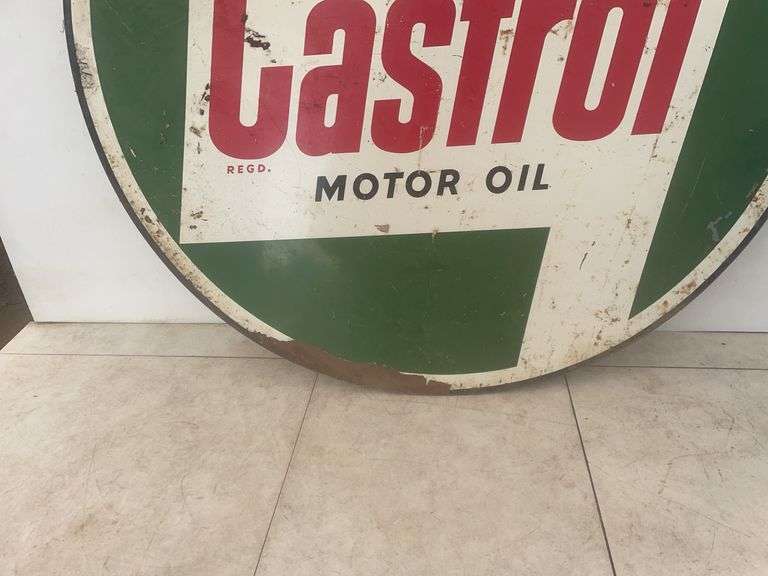 Castrol
REGD.
MOTOR OIL